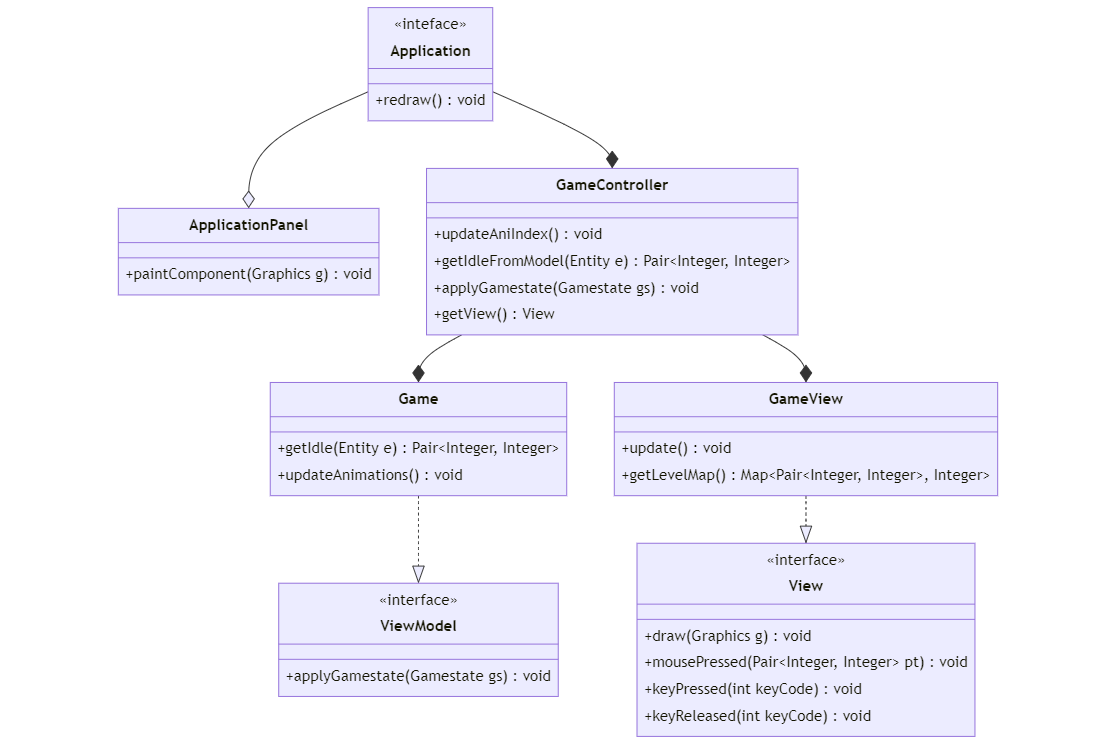 «inteface»
Application
+redraw() : void
ApplicationPanel
+paintComponent(Graphics g) : void
GameController
+updateAniIndex() : void
+getIdleFromModel(Entity e) : Pair<Integer, Integer>
+applyGamestate(Gamestate gs) : void
+getView() : View
Game
+getIdle(Entity e) : Pair<Integer, Integer>
+updateAnimations() : void
GameView
+update() : void
+getLevelMap() : Map<Pair<Integer, Integer>, Integer>
«interface»
ViewModel
+applyGamestate(Gamestate gs) : void
«interface»
View
+draw(Graphics g) : void
+mousePressed(Pair<Integer, Integer> pt) : void
+keyPressed(int keyCode) : void
+keyReleased(int keyCode) : void